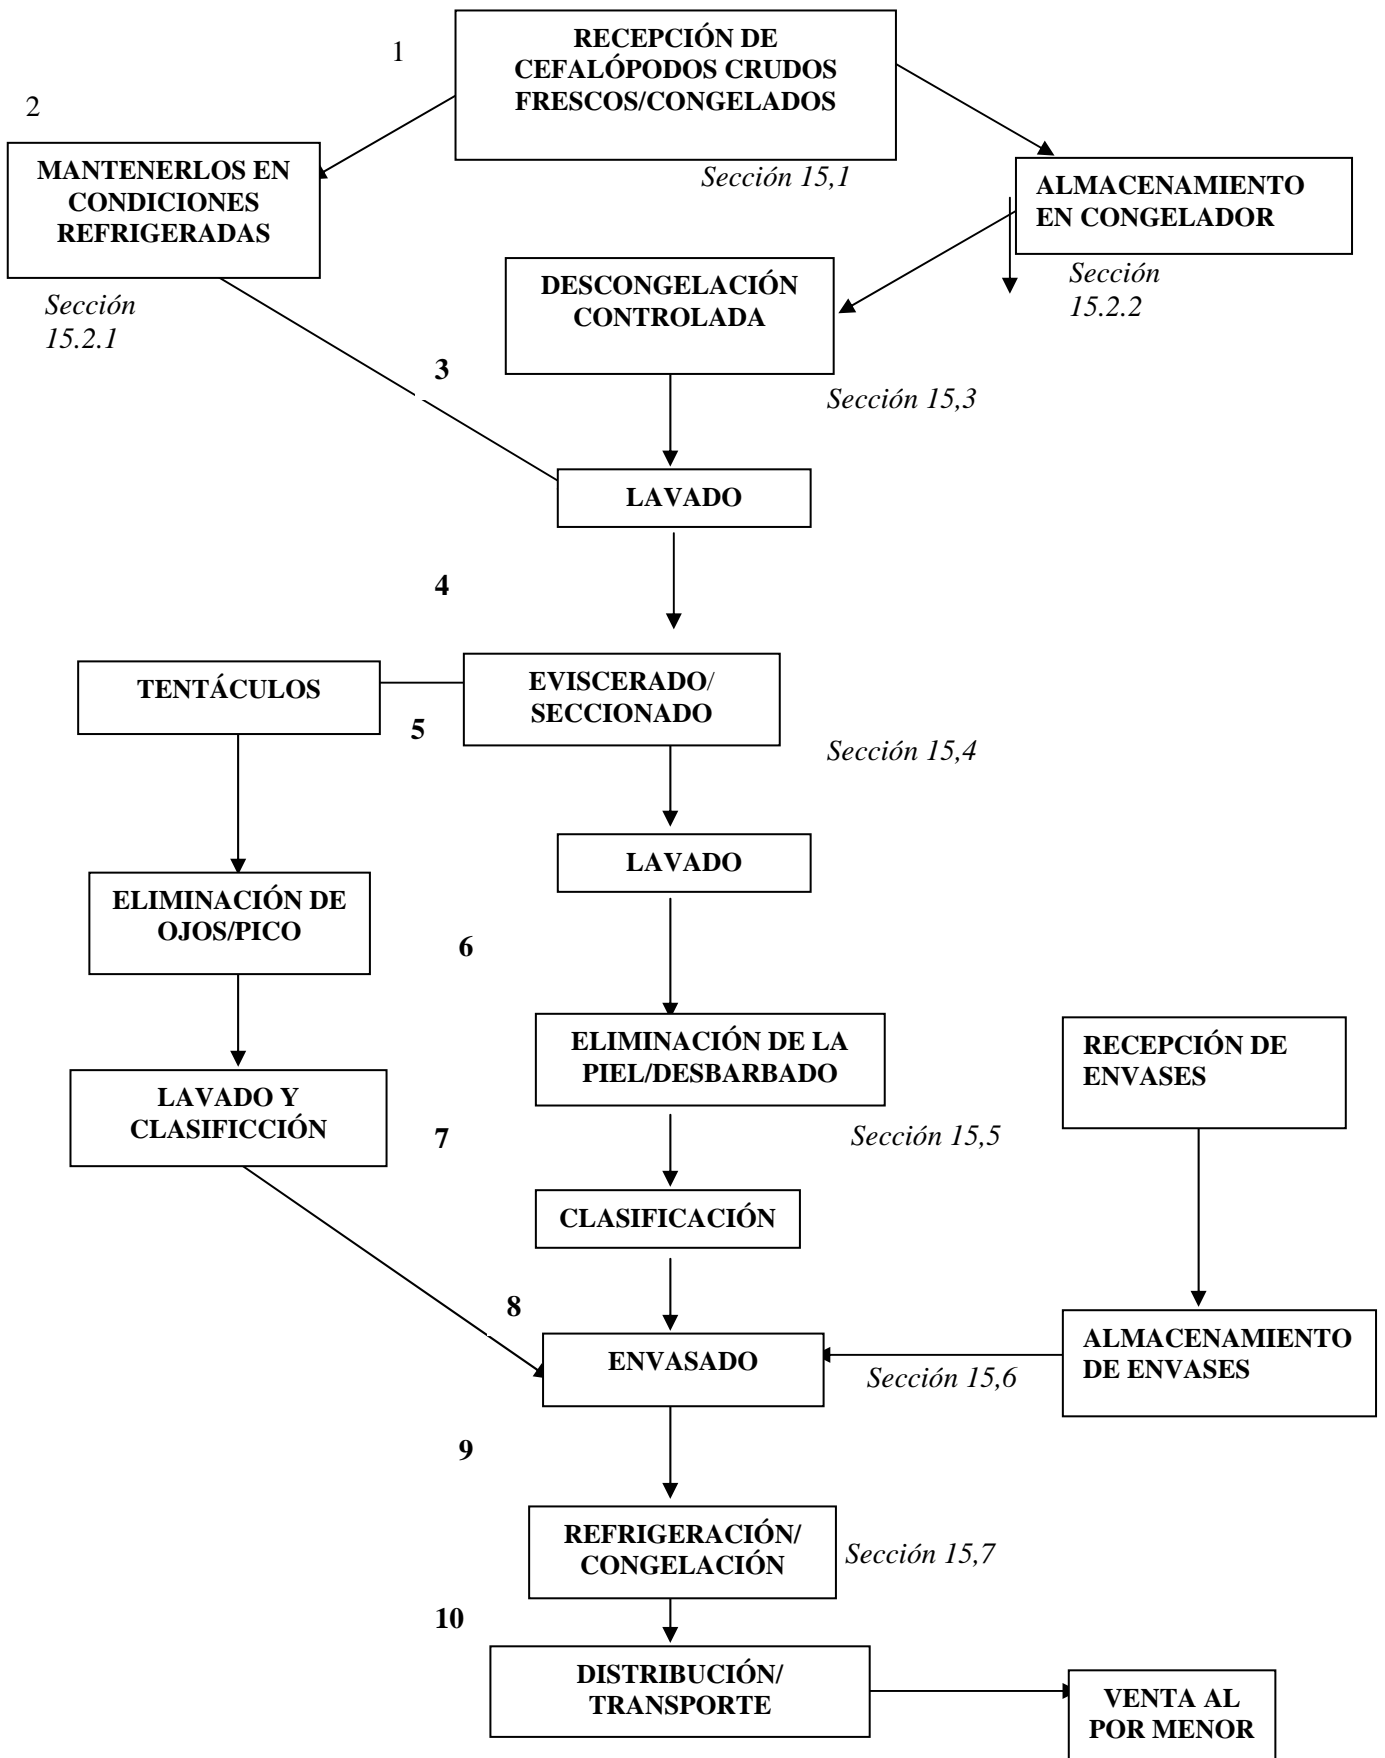 1
RECEPCIÓN DE
CEFALÓPODOS CRUDOS
FRESCOS/CONGELADOS
Sección 15,1
2
MANTENERLOS EN
CONDICIONES
REFRIGERADAS
Sección
15.2.1
ALMACENAMIENTO
EN CONGELADOR
Sección
15.2.2
DESCONGELACIÓN
CONTROLADA
3
Sección 15,3
LAVADO
4
TENTÁCULOS
EVISCERADO/
SECCIONADO
5
Sección 15,4
LAVADO
ELIMINACIÓN DE
OJOS/PICO
6
ELIMINACIÓN DE LA
PIEL/DESBARBADO
RECEPCIÓN DE
ENVASES
LAVADO Y
CLASIFICCIÓN
7
Sección 15,5
CLASIFICACIÓN
8
ENVASADO
Sección 15,6
ALMACENAMIENTO
DE ENVASES
9
REFRIGERACIÓN/
CONGELACIÓN
Sección 15,7
10
DISTRIBUCIÓN/
TRANSPORTE
VENTA AL
POR MENOR